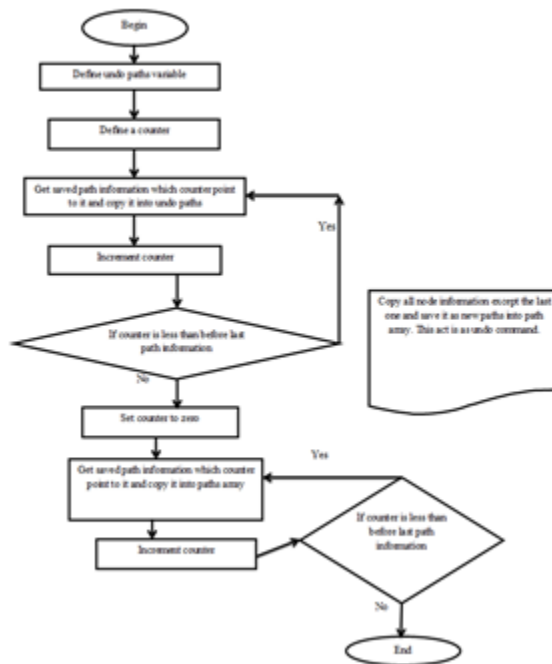 Begin
Define undo paths variable
Define a counter
Get saved path information which counter point
to it and copy it into undo paths
Yes
Increment counter
Copy all node information except the last
one and save it as new paths into path
array. This act is as undo command.
If counter is less than before last
path information
No
Set counter to zero
Yes
Get saved path information which counter
point to it and copy it into paths array
If counter is less than
before last path
information
Increment counter
No
End